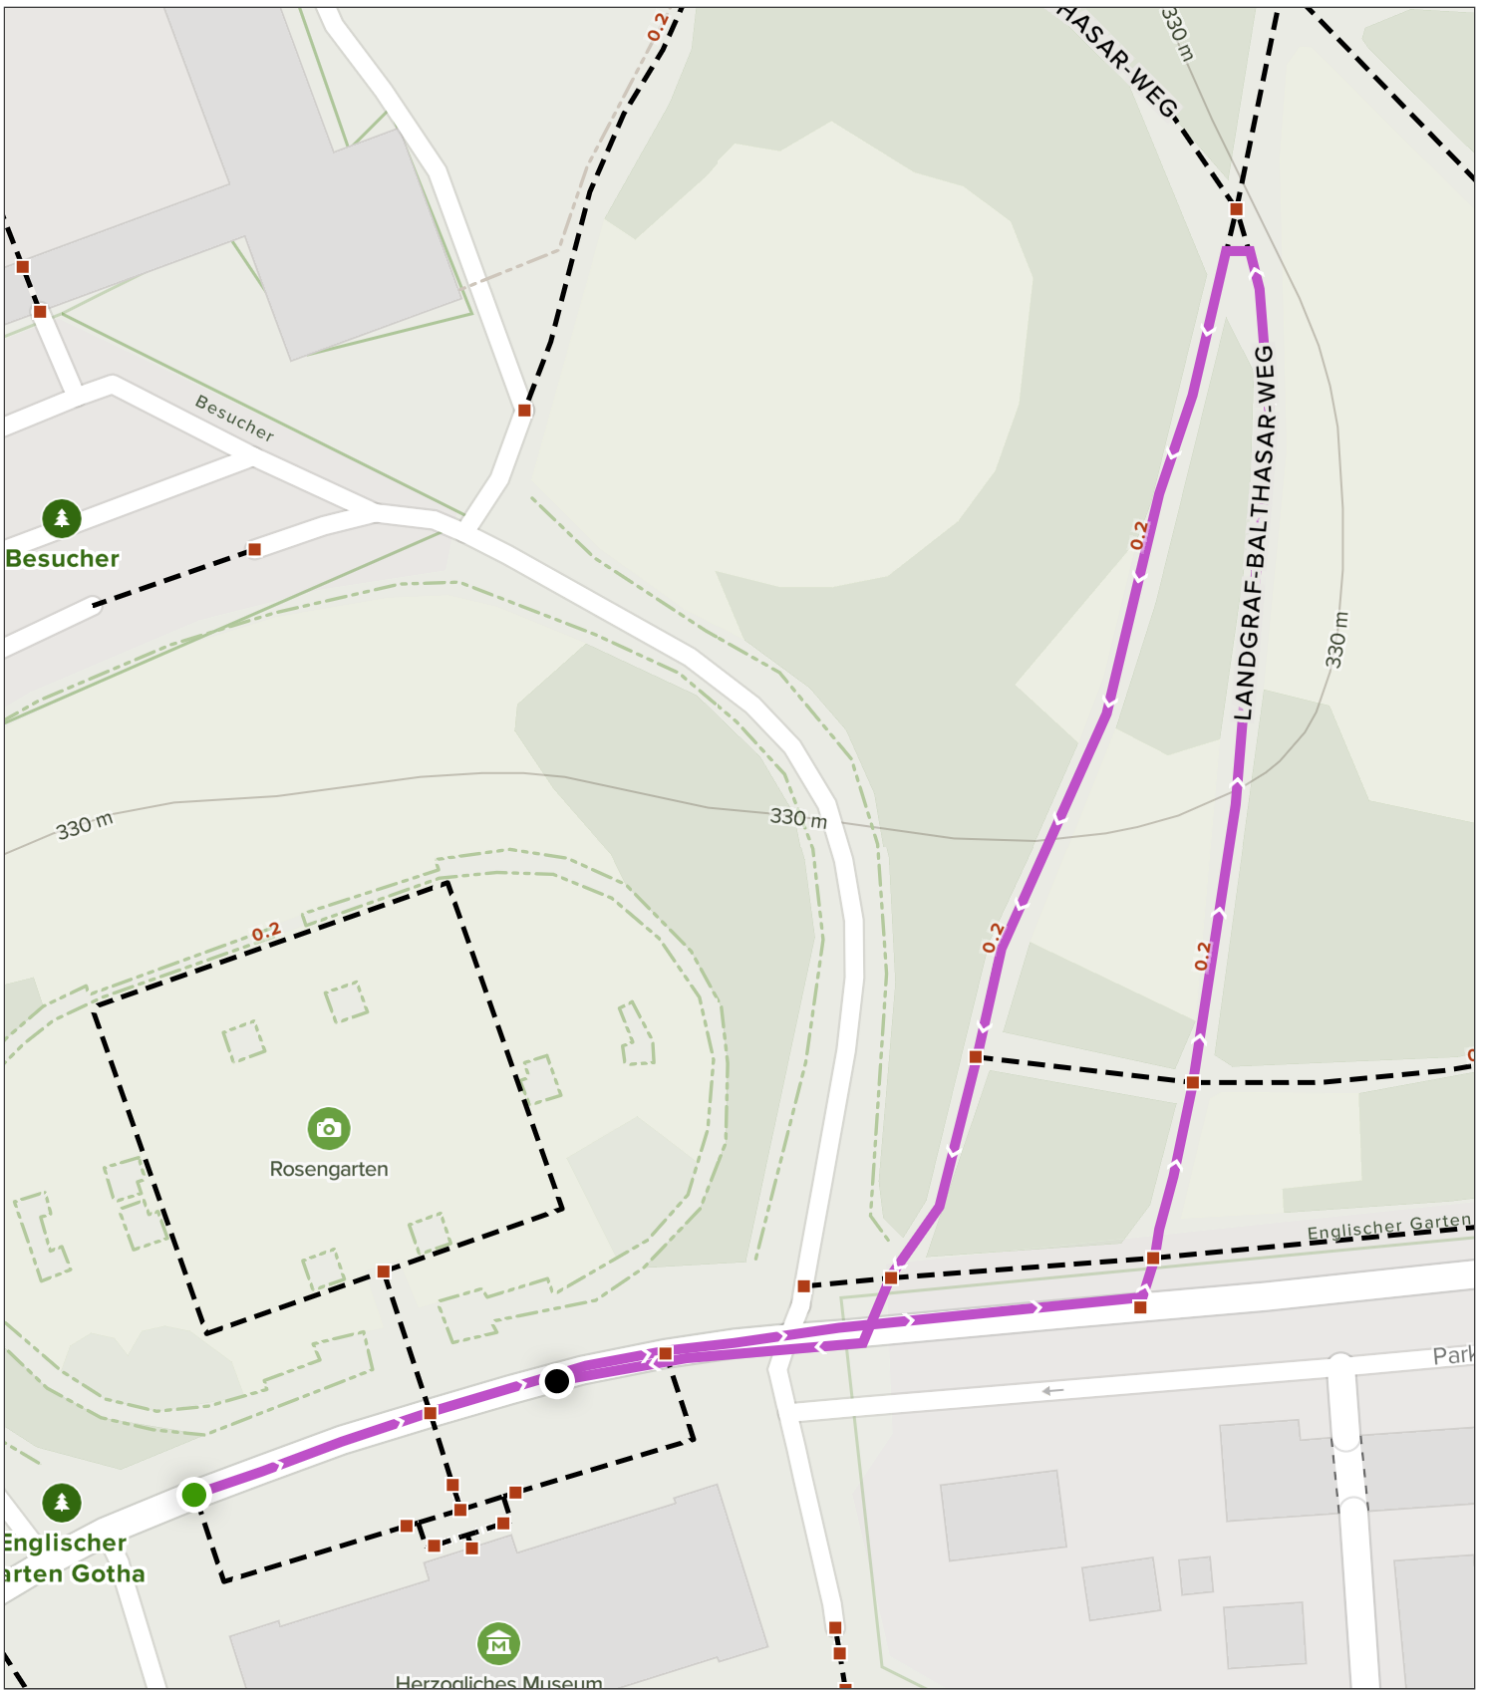 0.2
HASAR-WEG
330 m
Besucher
Besucher
0.2
LANDGRAF-BALTHASAR-WEG
330 m
330 m
330 m
0.2
0.2
0.2
Rosengarten
Englischer Garten
Park
Englischer
arten Gotha
Herzogliches Museum